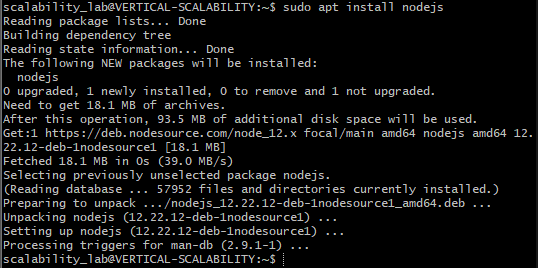 scalability_lab@VERTICAL-SCALABILITY:~$ sudo apt install nodejs
Reading package lists... Done
Building dependency tree
Reading state information... Done
The following NEW packages will be installed:
  nodejs
0 upgraded, 1 newly installed, 0 to remove and 1 not upgraded.
Need to get 18.1 MB of archives.
After this operation, 93.5 MB of additional disk space will be used.
Get:1 https://deb.nodesource.com/node_12.x focal/main amd64 nodejs amd64 12.
22.12-deb-1nodesource1 [18.1 MB]
Fetched 18.1 MB in 0s (39.0 MB/s)
Selecting previously unselected package nodejs.
(Reading database ... 57952 files and directories currently installed.)
Preparing to unpack .../nodejs_12.22.12-deb-1nodesource1_amd64.deb ...
Unpacking nodejs (12.22.12-deb-1nodesource1) ...
Setting up nodejs (12.22.12-deb-1nodesource1) ...
Processing triggers for man-db (2.9.1-1) ...
scalability_lab@VERTICAL-SCALABILITY:~$